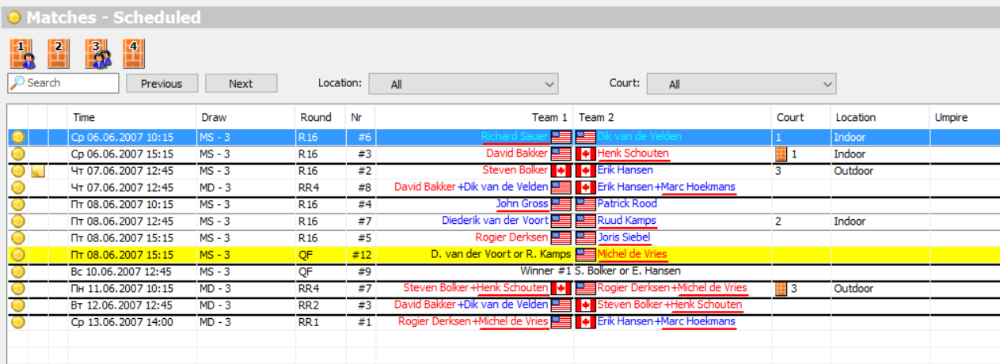 Matches - Scheduled
1 2 3 4
Search Previous Next Location: All Court: All
Time Draw Round Nr Team 1 Team 2 Court Location Umpire
Ср 06.06.2007 10:15 MS - 3 R16 #6 Richard Sauer Dik van de Velden 1 Indoor
Ср 06.06.2007 15:15 MS - 3 R16 #3 David Bakker Henk Schouten 1 Indoor
Чт 07.06.2007 12:45 MS - 3 R16 #2 Steven Bolker Erik Hansen 3 Outdoor
Чт 07.06.2007 12:45 MD - 3 RR4 #8 David Bakker+Dik van de Velden Erik Hansen+Marc Hoekmans
Пт 08.06.2007 10:15 MS - 3 R16 #4 John Gross Patrick Rood
Пт 08.06.2007 12:45 MS - 3 R16 #7 Diederik van der Voort Ruud Kamps 2 Indoor
Пт 08.06.2007 15:15 MS - 3 R16 #5 Rogier Derksen Joris Siebel
Пт 08.06.2007 15:15 MS - 3 QF #12 D. van der Voort or R. Kamps Michel de Vries
Вс 10.06.2007 12:45 MS - 3 QF #9 Winner #1 S. Bolker or E. Hansen
Пн 11.06.2007 10:15 MD - 3 RR4 #7 Steven Bolker+Henk Schouten Rogier Derksen+Michel de Vries 3 Outdoor
Вт 12.06.2007 12:45 MD - 3 RR2 #3 David Bakker+Dik van de Velden Steven Bolker+Henk Schouten
Ср 13.06.2007 14:00 MD - 3 RR1 #1 Rogier Derksen+Michel de Vries Erik Hansen+Marc Hoekmans